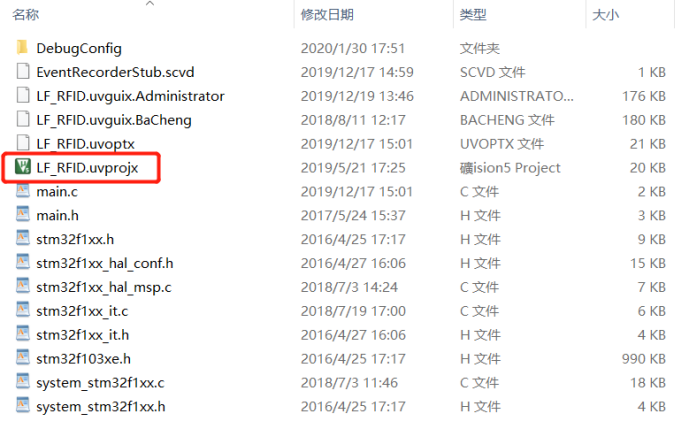 名称 修改日期 类型 大小
DebugConfig 2020/1/30 17:51 文件夹
EventRecorderStub.scvd 2019/12/17 14:59 SCVD 文件 1 KB
LF_RFID.uvguix.Administrator 2019/12/19 13:46 ADMINISTRATO... 176 KB
LF_RFID.uvguix.BaCheng 2018/8/11 12:17 BACHENG 文件 180 KB
LF_RFID.uvoptx 2019/12/17 15:01 UVOPTX 文件 21 KB
LF_RFID.uvprojx 2019/5/21 17:25 礦ision5 Project 20 KB
main.c 2019/12/17 15:01 C 文件 2 KB
main.h 2017/5/24 15:37 H 文件 3 KB
stm32f1xx.h 2016/4/25 17:17 H 文件 9 KB
stm32f1xx_hal_conf.h 2016/4/27 16:06 H 文件 15 KB
stm32f1xx_hal_msp.c 2018/7/3 14:24 C 文件 7 KB
stm32f1xx_it.c 2018/7/19 17:00 C 文件 6 KB
stm32f1xx_it.h 2016/4/27 16:06 H 文件 4 KB
stm32f103xe.h 2016/4/25 17:17 H 文件 990 KB
system_stm32f1xx.c 2018/7/3 11:46 C 文件 18 KB
system_stm32f1xx.h 2016/4/25 17:17 H 文件 4 KB